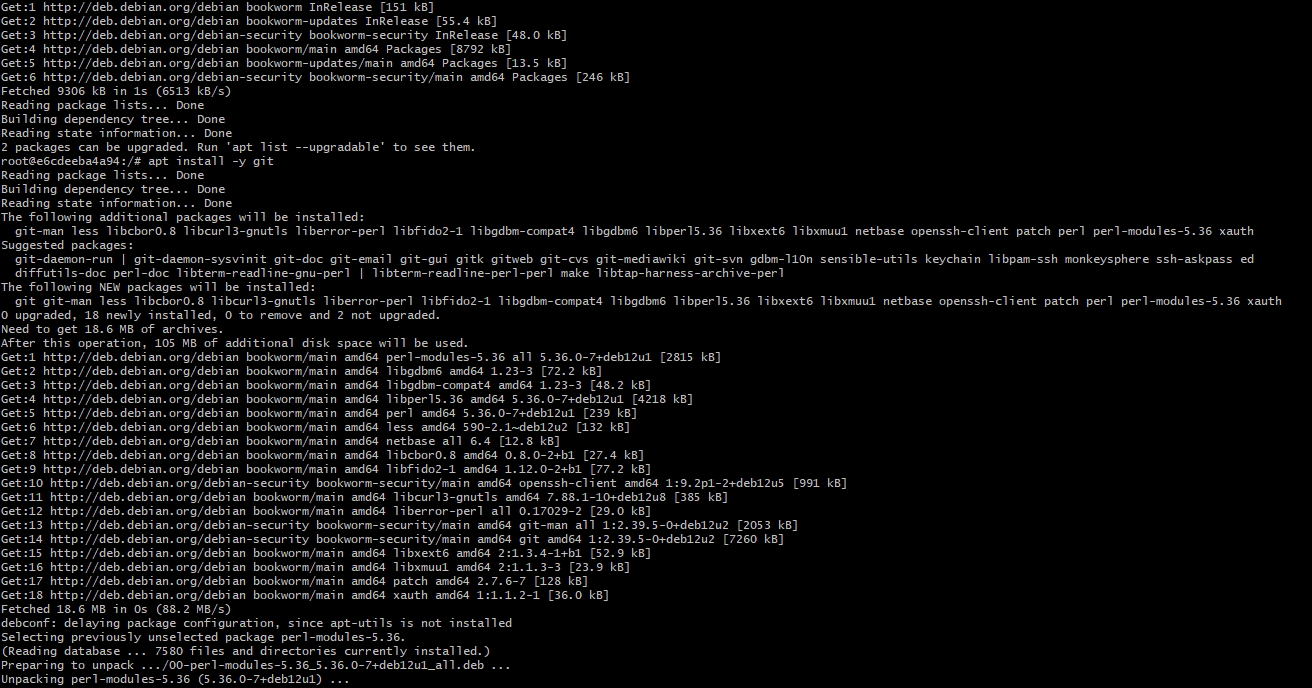 Get:1 http://deb.debian.org/debian bookworm InRelease [151 kB]
Get:2 http://deb.debian.org/debian bookworm-updates InRelease [55.4 kB]
Get:3 http://deb.debian.org/debian-security bookworm-security InRelease [48.0 kB]
Get:4 http://deb.debian.org/debian bookworm/main amd64 Packages [8792 kB]
Get:5 http://deb.debian.org/debian bookworm-updates/main amd64 Packages [13.5 kB]
Get:6 http://deb.debian.org/debian-security bookworm-security/main amd64 Packages [246 kB]
Fetched 9306 kB in 1s (6513 kB/s)
Reading package lists... Done
Building dependency tree... Done
Reading state information... Done
2 packages can be upgraded. Run 'apt list --upgradable' to see them.
root@e6cdeeba4a94:/# apt install -y git
Reading package lists... Done
Building dependency tree... Done
Reading state information... Done
The following additional packages will be installed:
  git-man less libcbor0.8 libcurl3-gnutls liberror-perl libfido2-1 libgdbm-compat4 libgdbm6 libperl5.36 libxext6 libxmuu1 netbase openssh-client patch perl perl-modules-5.36 xauth
Suggested packages:
  git-daemon-run | git-daemon-sysvinit git-doc git-email git-gui gitk gitweb git-cvs git-mediawiki git-svn gdbm-l10n sensible-utils keychain libpam-ssh monkeysphere ssh-askpass ed
  diffutils-doc perl-doc libterm-readline-gnu-perl | libterm-readline-perl-perl make libtap-harness-archive-perl
The following NEW packages will be installed:
  git git-man less libcbor0.8 libcurl3-gnutls liberror-perl libfido2-1 libgdbm-compat4 libgdbm6 libperl5.36 libxext6 libxmuu1 netbase openssh-client patch perl perl-modules-5.36 xauth
0 upgraded, 18 newly installed, 0 to remove and 2 not upgraded.
Need to get 18.6 MB of archives.
After this operation, 105 MB of additional disk space will be used.
Get:1 http://deb.debian.org/debian bookworm/main amd64 perl-modules-5.36 all 5.36.0-7+deb12u1 [2815 kB]
Get:2 http://deb.debian.org/debian bookworm/main amd64 libgdbm6 amd64 1.23-3 [72.2 kB]
Get:3 http://deb.debian.org/debian bookworm/main amd64 libgdbm-compat4 amd64 1.23-3 [48.2 kB]
Get:4 http://deb.debian.org/debian bookworm/main amd64 libperl5.36 amd64 5.36.0-7+deb12u1 [4218 kB]
Get:5 http://deb.debian.org/debian bookworm/main amd64 perl amd64 5.36.0-7+deb12u1 [239 kB]
Get:6 http://deb.debian.org/debian bookworm/main amd64 less amd64 590-2.1~deb12u2 [132 kB]
Get:7 http://deb.debian.org/debian bookworm/main amd64 netbase all 6.4 [12.8 kB]
Get:8 http://deb.debian.org/debian bookworm/main amd64 libcbor0.8 amd64 0.8.0-2+b1 [27.4 kB]
Get:9 http://deb.debian.org/debian bookworm/main amd64 libfido2-1 amd64 1.12.0-2+b1 [77.2 kB]
Get:10 http://deb.debian.org/debian-security bookworm-security/main amd64 openssh-client amd64 1:9.2p1-2+deb12u5 [991 kB]
Get:11 http://deb.debian.org/debian bookworm/main amd64 libcurl3-gnutls amd64 7.88.1-10+deb12u8 [385 kB]
Get:12 http://deb.debian.org/debian bookworm/main amd64 liberror-perl all 0.17029-2 [29.0 kB]
Get:13 http://deb.debian.org/debian-security bookworm-security/main amd64 git-man all 1:2.39.5-0+deb12u2 [2053 kB]
Get:14 http://deb.debian.org/debian-security bookworm-security/main amd64 git amd64 1:2.39.5-0+deb12u2 [7260 kB]
Get:15 http://deb.debian.org/debian bookworm/main amd64 libxext6 amd64 2:1.3.4-1+b1 [52.9 kB]
Get:16 http://deb.debian.org/debian bookworm/main amd64 libxmuu1 amd64 2:1.1.3-3 [23.9 kB]
Get:17 http://deb.debian.org/debian bookworm/main amd64 patch amd64 2.7.6-7 [128 kB]
Get:18 http://deb.debian.org/debian bookworm/main amd64 xauth amd64 1:1.1.2-1 [36.0 kB]
Fetched 18.6 MB in 0s (88.2 MB/s)
debconf: delaying package configuration, since apt-utils is not installed
Selecting previously unselected package perl-modules-5.36.
(Reading database ... 7580 files and directories currently installed.)
Preparing to unpack .../00-perl-modules-5.36_5.36.0-7+deb12u1_all.deb ...
Unpacking perl-modules-5.36 (5.36.0-7+deb12u1) ...